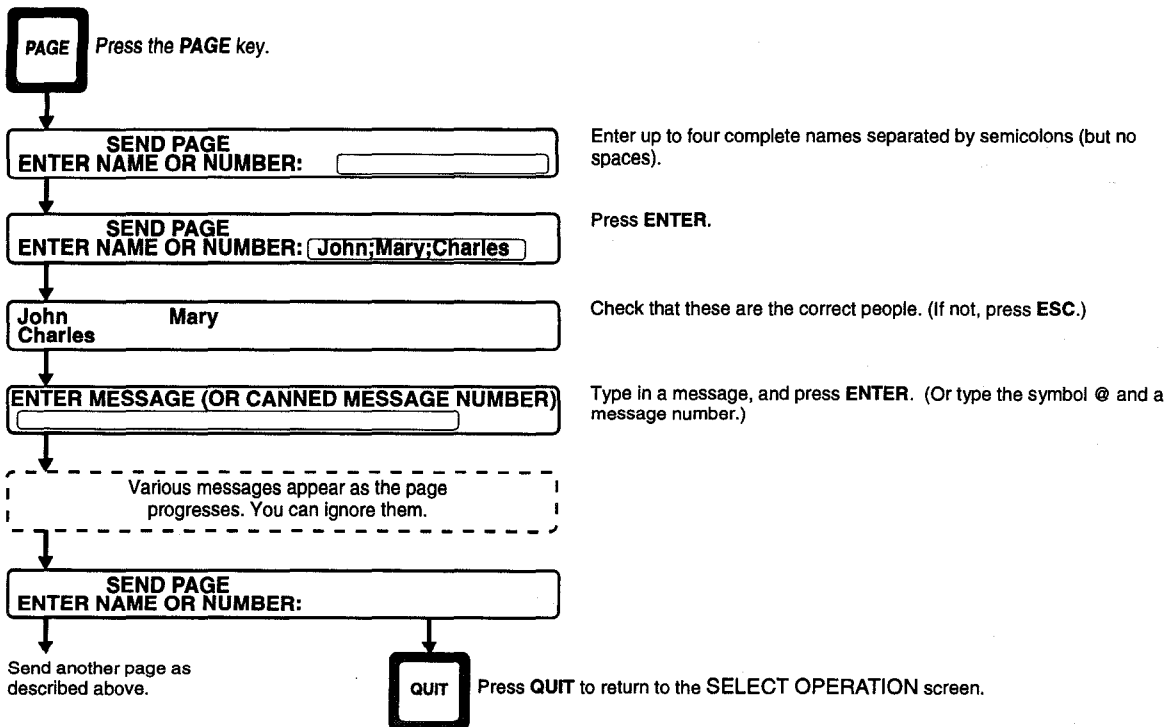 PAGE Press the PAGE key.
SEND PAGE
ENTER NAME OR NUMBER:
Enter up to four complete names separated by semicolons (but no
spaces).
SEND PAGE
ENTER NAME OR NUMBER: John;Mary;Charles
Press ENTER.
John Mary
Charles
Check that these are the correct people. (If not, press ESC.)
ENTER MESSAGE (OR CANNED MESSAGE NUMBER)
Type in a message, and press ENTER. (Or type the symbol @ and a
message number.)
Various messages appear as the page
progresses. You can ignore them.
SEND PAGE
ENTER NAME OR NUMBER:
Send another page as
described above.
QUIT Press QUIT to return to the SELECT OPERATION screen.